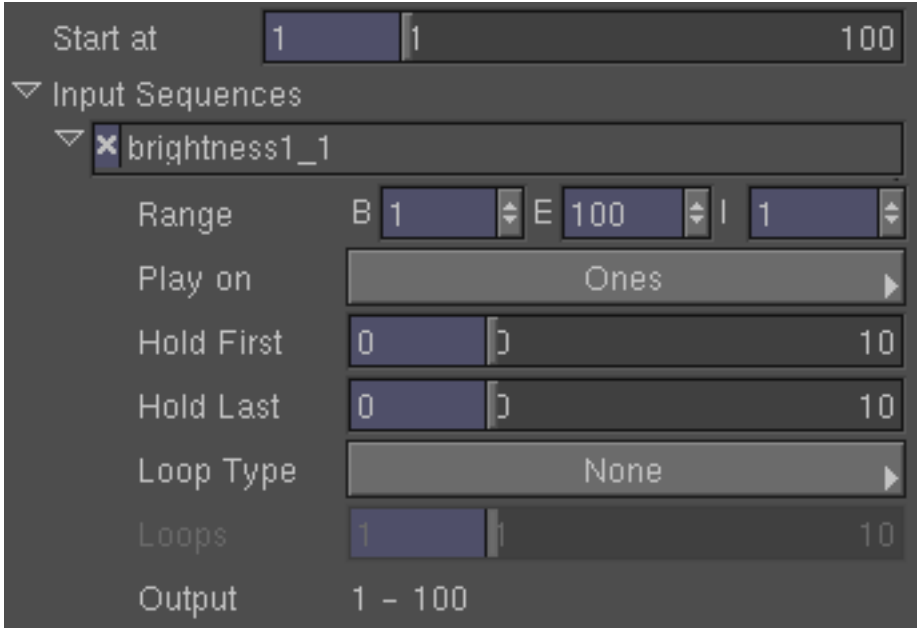 Start at 1 1 100
Input Sequences
× brightness1_1
Range B 1 E 100 I 1
Play on Ones
Hold First 0 0 10
Hold Last 0 0 10
Loop Type None
Loops 1 1 10
Output 1 - 100